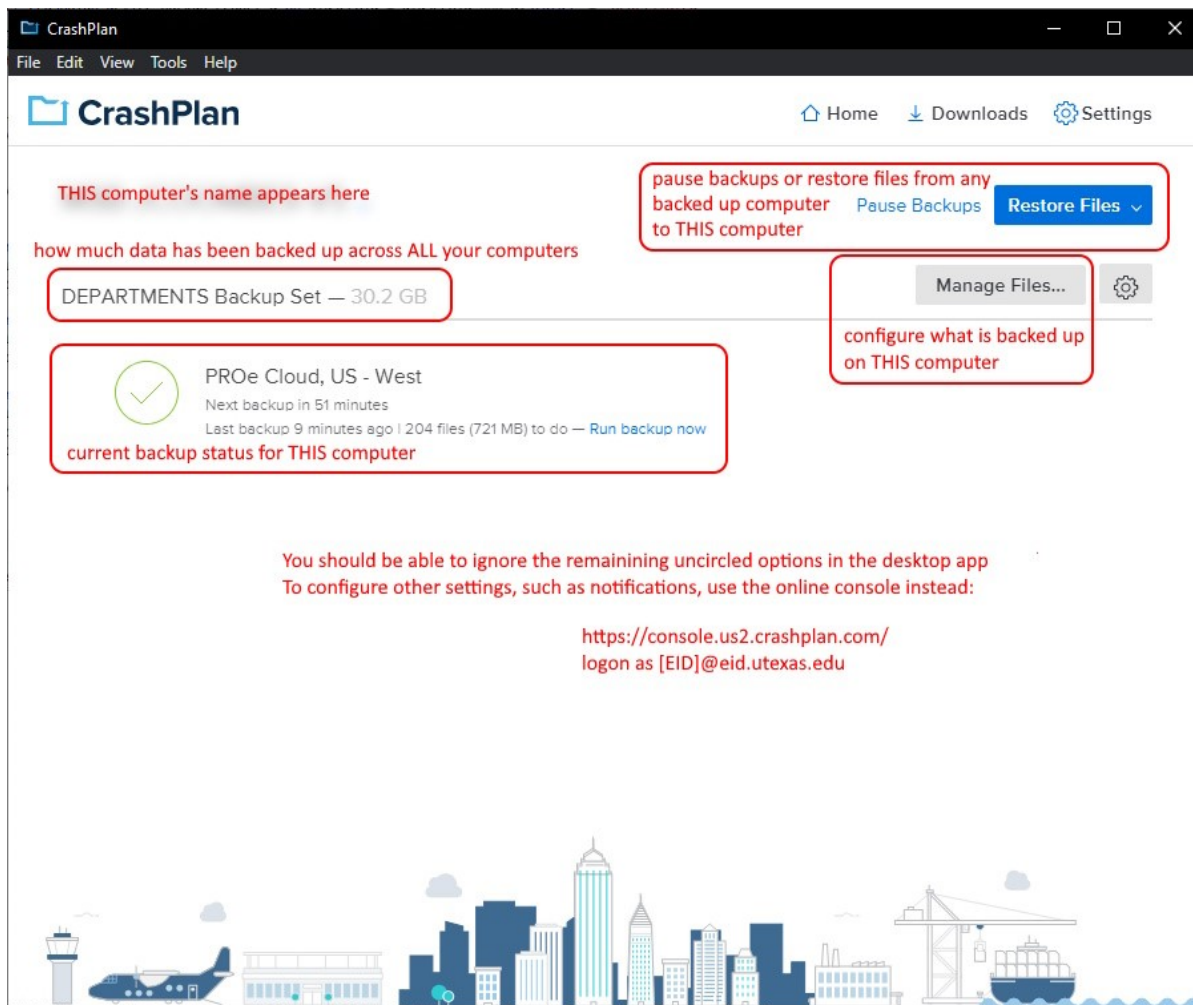 CrashPlan
File Edit View Tools Help
CrashPlan
Home Downloads Settings
THIS computer's name appears here
pause backups or restore files from any
backed up computer
to THIS computer
Pause Backups Restore Files
how much data has been backed up across ALL your computers
DEPARTMENTS Backup Set — 30.2 GB
Manage Files...
configure what is backed up
on THIS computer
PROe Cloud, US - West
Next backup in 51 minutes
Last backup 9 minutes ago | 204 files (721 MB) to do — Run backup now
current backup status for THIS computer
You should be able to ignore the remainining uncircled options in the desktop app
To configure other settings, such as notifications, use the online console instead:
https://console.us2.crashplan.com/
logon as [EID]@eid.utexas.edu